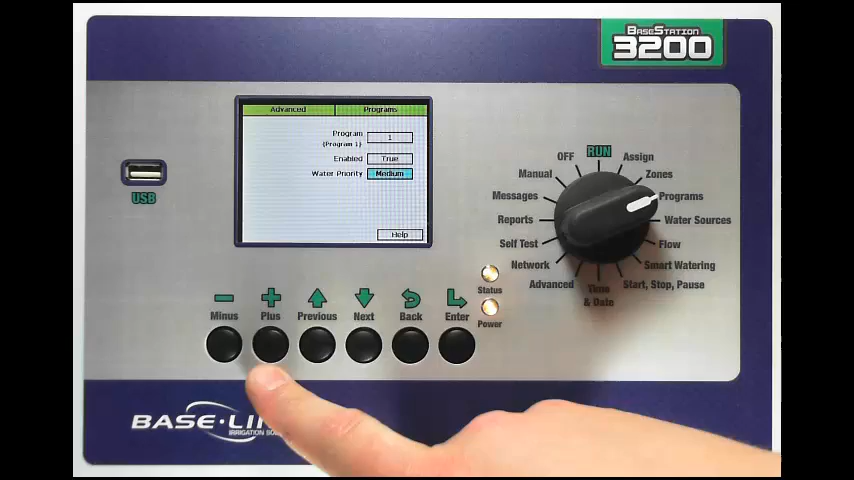 BASESTATION
3200
Advanced Programs
Program 1
(Program 1)
Enabled True
Water Priority Medium
Help
USB
RUN
OFF
Assign
Manual
Zones
Messages
Programs
Reports
Water Sources
Self Test
Flow
Network
Smart Watering
Advanced
Start, Stop, Pause
Time
& Date
Status
Power
Minus
Plus
Previous
Next
Back
Enter
BASE·LIN
IRRIGATION